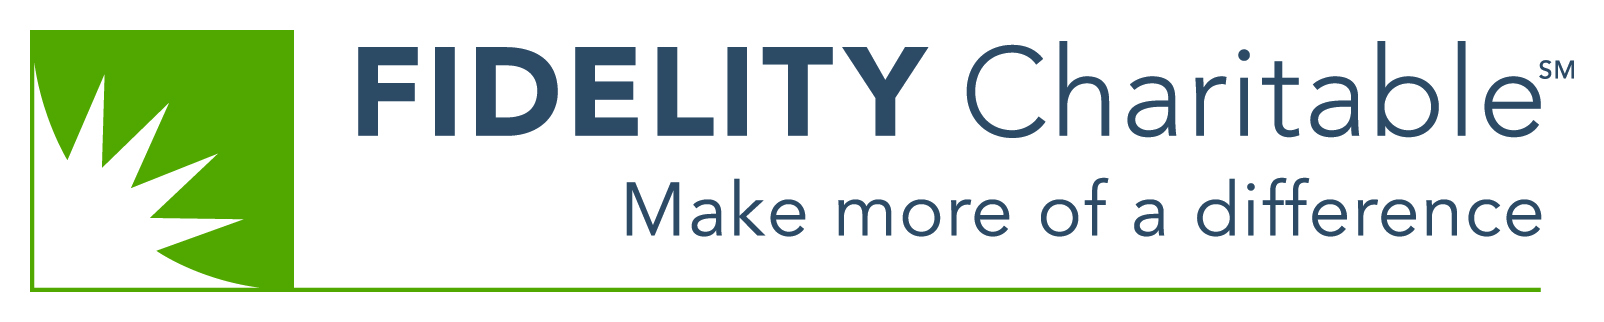 FIDELITY Charitable℠
Make more of a difference